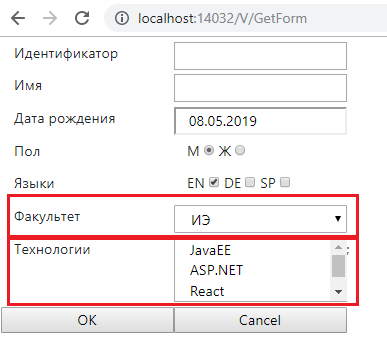 localhost:14032/V/GetForm
Идентификатор
Имя
Дата рождения 08.05.2019
Пол М Ж
Языки EN DE SP
Факультет ИЭ
Технологии JavaEE ;
ASP.NET
React
OK Cancel